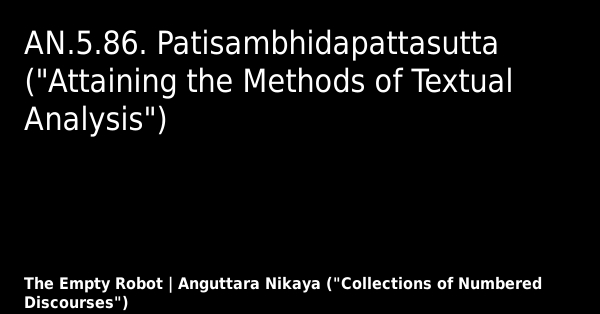 AN.5.86. Patisambhidapattasutta
("Attaining the Methods of Textual
Analysis")
The Empty Robot | Anguttara Nikaya ("Collections of Numbered
Discourses")